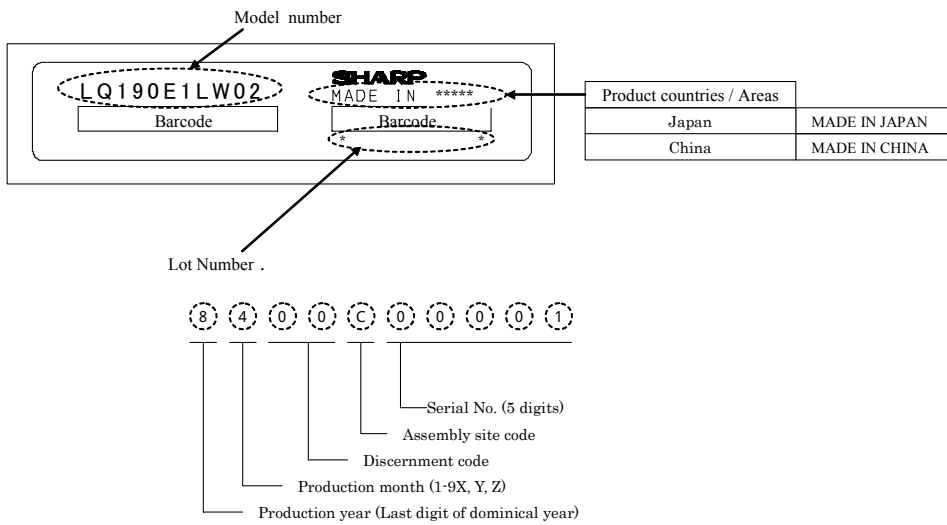 Model number
LQ190E1LW02
SHARP
MADE IN *****
Barcode
Barcode
* *
Product countries / Areas
Japan MADE IN JAPAN
China MADE IN CHINA
Lot Number .
8 4 0 0 C 0 0 0 0 1
Serial No. (5 digits)
Assembly site code
Discernment code
Production month (1-9X, Y, Z)
Production year (Last digit of dominical year)